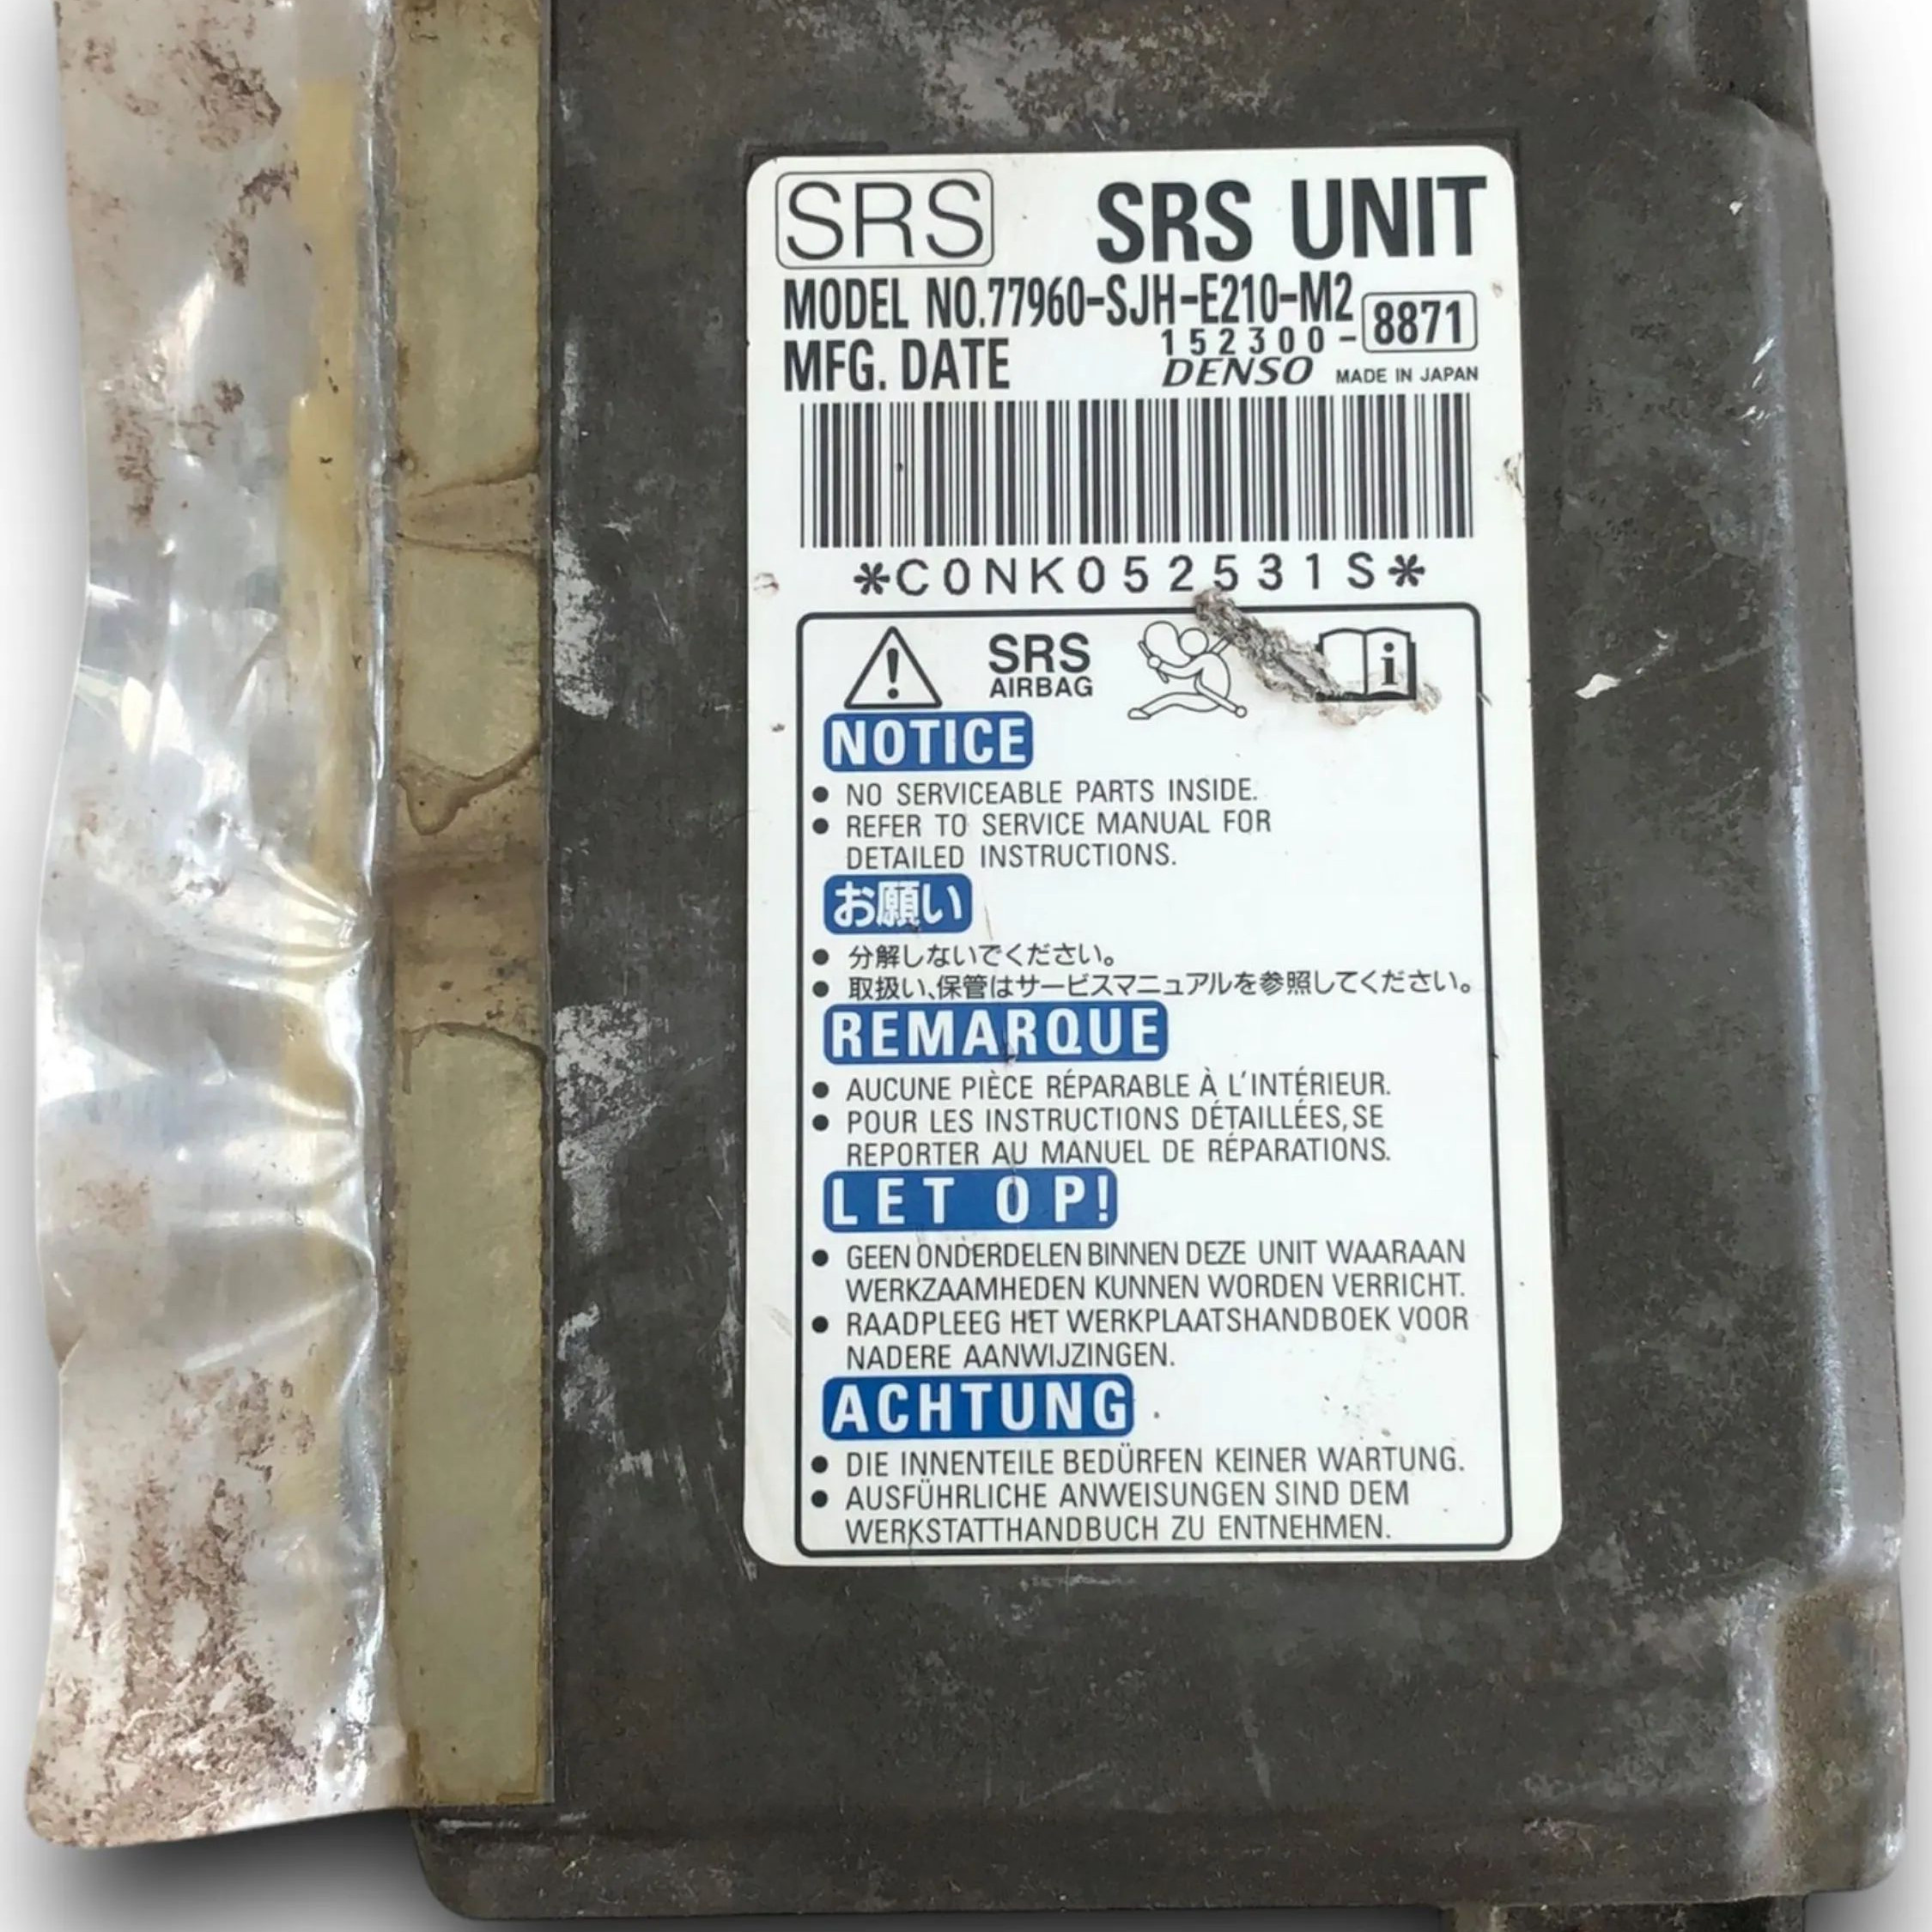 SRS SRS UNIT
MODEL NO.77960-SJH-E210-M2
152300-8871
MFG. DATE DENSO MADE IN JAPAN
*C0NK052531S*
SRS
AIRBAG
NOTICE
● NO SERVICEABLE PARTS INSIDE.
● REFER TO SERVICE MANUAL FOR
DETAILED INSTRUCTIONS.
お願い
● 分解しないでください。
● 取扱い、保管はサービスマニュアルを参照してください。
REMARQUE
● AUCUNE PIÈCE RÉPARABLE À L'INTÉRIEUR.
● POUR LES INSTRUCTIONS DÉTAILLÉES, SE
REPORTER AU MANUEL DE RÉPARATIONS.
LET OP!
● GEEN ONDERDELEN BINNEN DEZE UNIT WAARAAN
WERKZAAMHEDEN KUNNEN WORDEN VERRICHT.
● RAADPLEEG HET WERKPLAATSHANDBOEK VOOR
NADERE AANWIJZINGEN.
ACHTUNG
● DIE INNENTEILE BEDÜRFEN KEINER WARTUNG.
● AUSFÜHRLICHE ANWEISUNGEN SIND DEM
WERKSTATTHANDBUCH ZU ENTNEHMEN.